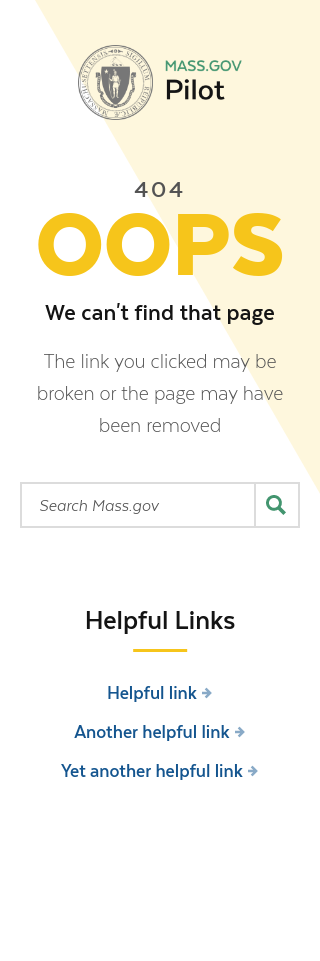 MASS.GOV
Pilot
404
OOPS
We can't find that page
The link you clicked may be
broken or the page may have
been removed
Search Mass.gov
Helpful Links
Helpful link
Another helpful link
Yet another helpful link